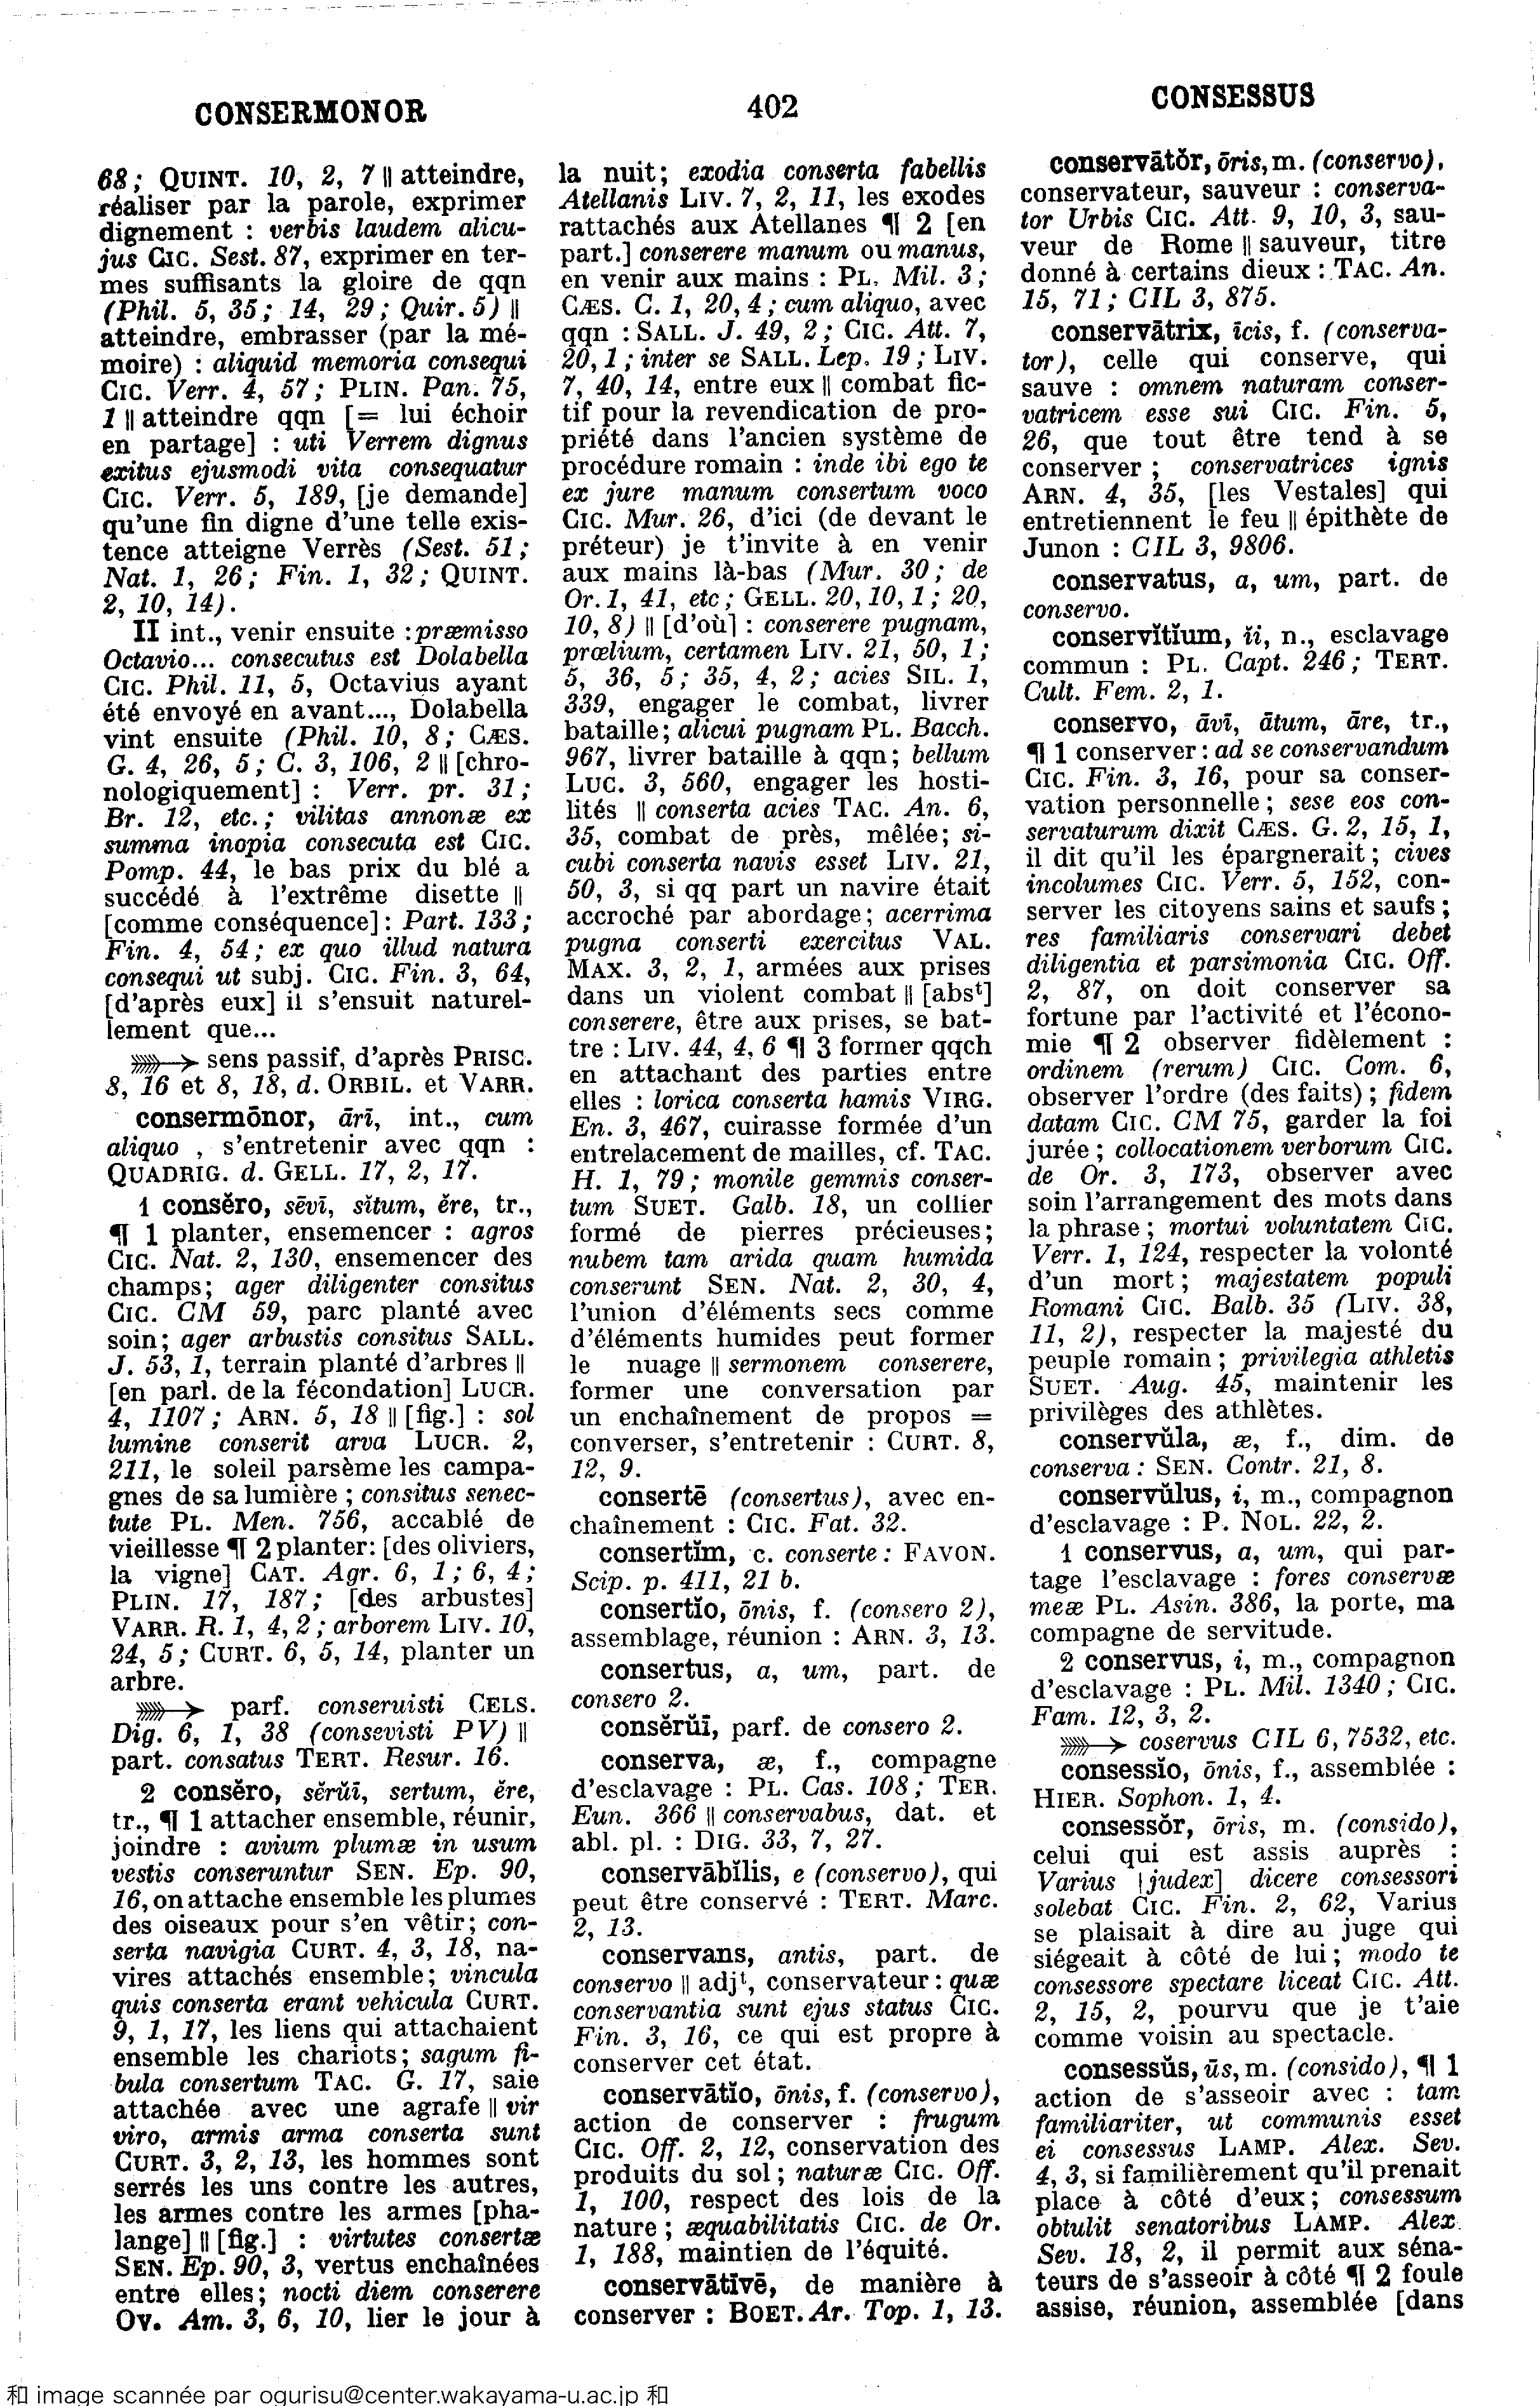 CONSERMONOR
402
CONSESSUS
68; QUINT. 10, 2, 7 || atteindre,
réaliser par la parole, exprimer
dignement : verbis laudem alicu-
jus CIC. Sest. 87, exprimer en ter-
mes suffisants la gloire de qqn
(Phil. 5, 35; 14, 29; Quir. 5) ||
atteindre, embrasser (par la mé-
moire) : aliquid memoria consequi
CIC. Verr. 4, 57; PLIN. Pan. 75,
1 || atteindre qqn [= lui échoir
en partage] : uti Verrem dignus
exitus ejusmodi vita consequatur
CIC. Verr. 5, 189, [je demande]
qu'une fin digne d'une telle exis-
tence atteigne Verrès (Sest. 51;
Nat. 1, 26; Fin. 1, 32; QUINT.
2, 10, 14).
II int., venir ensuite : præmisso
Octavio... consecutus est Dolabella
CIC. Phil. 11, 5, Octavius ayant
été envoyé en avant..., Dolabella
vint ensuite (Phil. 10, 8; CÆS.
G. 4, 26, 5; C. 3, 106, 2 || [chro-
nologiquement] : Verr. pr. 31;
Br. 12, etc.; vilitas annonæ ex
summa inopia consecuta est CIC.
Pomp. 44, le bas prix du blé a
succédé à l'extrême disette ||
[comme conséquence] : Part. 133;
Fin. 4, 54; ex quo illud natura
consequi ut subj. CIC. Fin. 3, 64,
[d'après eux] il s'ensuit naturel-
lement que...
⟶ sens passif, d'après PRISC.
8, 16 et 8, 18, d. ORBIL. et VARR.
consermōnor, ārī, int., cum
aliquo , s'entretenir avec qqn :
QUADRIG. d. GELL. 17, 2, 17.
1 consĕro, sēvī, sĭtum, ĕre, tr.,
¶ 1 planter, ensemencer : agros
CIC. Nat. 2, 130, ensemencer des
champs; ager diligenter consitus
CIC. CM 59, parc planté avec
soin; ager arbustis consitus SALL.
J. 53, 1, terrain planté d'arbres ||
[en parl. de la fécondation] LUCR.
4, 1107; ARN. 5, 18 || [fig.] : sol
lumine conserit arva LUCR. 2,
211, le soleil parsème les campa-
gnes de sa lumière ; consitus senec-
tute PL. Men. 756, accablé de
vieillesse ¶ 2 planter: [des oliviers,
la vigne] CAT. Agr. 6, 1; 6, 4;
PLIN. 17, 187; [des arbustes]
VARR. R. 1, 4, 2; arborem LIV. 10,
24, 5; CURT. 6, 5, 14, planter un
arbre.
⟶ parf. conseruisti CELS.
Dig. 6, 1, 38 (consevisti PV) ||
part. consatus TERT. Resur. 16.
2 consĕro, sĕrŭī, sertum, ĕre,
tr., ¶ 1 attacher ensemble, réunir,
joindre : avium plumæ in usum
vestis conseruntur SEN. Ep. 90,
16, on attache ensemble les plumes
des oiseaux pour s'en vêtir; con-
serta navigia CURT. 4, 3, 18, na-
vires attachés ensemble; vincula
quis conserta erant vehicula CURT.
9, 1, 17, les liens qui attachaient
ensemble les chariots; sagum fi-
bula consertum TAC. G. 17, saie
attachée avec une agrafe || vir
viro, armis arma conserta sunt
CURT. 3, 2, 13, les hommes sont
serrés les uns contre les autres,
les armes contre les armes [pha-
lange] || [fig.] : virtutes consertæ
SEN. Ep. 90, 3, vertus enchaînées
entre elles; nocti diem conserere
OV. Am. 3, 6, 10, lier le jour à
la nuit; exodia conserta fabellis
Atellanis LIV. 7, 2, 11, les exodes
rattachés aux Atellanes ¶ 2 [en
part.] conserere manum ou manus,
en venir aux mains : PL. Mil. 3;
CÆS. C. 1, 20, 4; cum aliquo, avec
qqn : SALL. J. 49, 2; CIC. Att. 7,
20, 1; inter se SALL. Lep. 19; LIV.
7, 40, 14, entre eux || combat fic-
tif pour la revendication de pro-
priété dans l'ancien système de
procédure romain : inde ibi ego te
ex jure manum consertum voco
CIC. Mur. 26, d'ici (de devant le
préteur) je t'invite à en venir
aux mains là-bas (Mur. 30; de
Or. 1, 41, etc; GELL. 20, 10, 1; 20,
10, 8) || [d'où] : conserere pugnam,
prœlium, certamen LIV. 21, 50, 1;
5, 36, 5; 35, 4, 2; acies SIL. 1,
339, engager le combat, livrer
bataille; alicui pugnam PL. Bacch.
967, livrer bataille à qqn; bellum
LUC. 3, 560, engager les hosti-
lités || conserta acies TAC. An. 6,
35, combat de près, mêlée; si-
cubi conserta navis esset LIV. 21,
50, 3, si qq part un navire était
accroché par abordage; acerrima
pugna conserti exercitus VAL.
MAX. 3, 2, 1, armées aux prises
dans un violent combat || [absᵗ]
conserere, être aux prises, se bat-
tre : LIV. 44, 4, 6 ¶ 3 former qqch
en attachant des parties entre
elles : lorica conserta hamis VIRG.
En. 3, 467, cuirasse formée d'un
entrelacement de mailles, cf. TAC.
H. 1, 79; monile gemmis conser-
tum SUET. Galb. 18, un collier
formé de pierres précieuses;
nubem tam arida quam humida
conserunt SEN. Nat. 2, 30, 4,
l'union d'éléments secs comme
d'éléments humides peut former
le nuage || sermonem conserere,
former une conversation par
un enchaînement de propos =
converser, s'entretenir : CURT. 8,
12, 9.
consertē (consertus), avec en-
chaînement : CIC. Fat. 32.
consertĭm, c. conserte : FAVON.
Scip. p. 411, 21 b.
consertĭo, ōnis, f. (consero 2),
assemblage, réunion : ARN. 3, 13.
consertus, a, um, part. de
consero 2.
consĕrŭī, parf. de consero 2.
conserva, æ, f., compagne
d'esclavage : PL. Cas. 108; TER.
Eun. 366 || conservabus, dat. et
abl. pl. : DIG. 33, 7, 27.
conservābĭlis, e (conservo), qui
peut être conservé : TERT. Marc.
2, 13.
conservans, antis, part. de
conservo || adjᵗ, conservateur : quæ
conservantia sunt ejus status CIC.
Fin. 3, 16, ce qui est propre à
conserver cet état.
conservātĭo, ōnis, f. (conservo),
action de conserver : frugum
CIC. Off. 2, 12, conservation des
produits du sol ; naturæ CIC. Off.
1, 100, respect des lois de la
nature ; æquabilitatis CIC. de Or.
1, 188, maintien de l'équité.
conservātīvē, de manière à
conserver : BOET. Ar. Top. 1, 13.
conservātŏr, ōris, m. (conservo),
conservateur, sauveur : conserva-
tor Urbis CIC. Att. 9, 10, 3, sau-
veur de Rome || sauveur, titre
donné à certains dieux : TAC. An.
15, 71; CIL 3, 875.
conservātrix, īcis, f. (conserva-
tor), celle qui conserve, qui
sauve : omnem naturam conser-
vatricem esse sui CIC. Fin. 5,
26, que tout être tend à se
conserver ; conservatrices ignis
ARN. 4, 35, [les Vestales] qui
entretiennent le feu || épithète de
Junon : CIL 3, 9806.
conservatus, a, um, part. de
conservo.
conservĭtĭum, ĭi, n., esclavage
commun : PL. Capt. 246; TERT.
Cult. Fem. 2, 1.
conservo, āvī, ātum, āre, tr.,
¶ 1 conserver : ad se conservandum
CIC. Fin. 3, 16, pour sa conser-
vation personnelle ; sese eos con-
servaturum dixit CÆS. G. 2, 15, 1,
il dit qu'il les épargnerait ; cives
incolumes CIC. Verr. 5, 152, con-
server les citoyens sains et saufs ;
res familiaris conservari debet
diligentia et parsimonia CIC. Off.
2, 87, on doit conserver sa
fortune par l'activité et l'écono-
mie ¶ 2 observer fidèlement :
ordinem (rerum) CIC. Com. 6,
observer l'ordre (des faits) ; fidem
datam CIC. CM 75, garder la foi
jurée ; collocationem verborum CIC.
de Or. 3, 173, observer avec
soin l'arrangement des mots dans
la phrase ; mortui voluntatem CIC.
Verr. 1, 124, respecter la volonté
d'un mort ; majestatem populi
Romani CIC. Balb. 35 (LIV. 38,
11, 2), respecter la majesté du
peuple romain ; privilegia athletis
SUET. Aug. 45, maintenir les
privilèges des athlètes.
conservŭla, æ, f., dim. de
conserva : SEN. Contr. 21, 8.
conservŭlus, i, m., compagnon
d'esclavage : P. NOL. 22, 2.
1 conservus, a, um, qui par-
tage l'esclavage : fores conservæ
meæ PL. Asin. 386, la porte, ma
compagne de servitude.
2 conservus, i, m., compagnon
d'esclavage : PL. Mil. 1340 ; CIC.
Fam. 12, 3, 2.
⟶ coservus CIL 6, 7532, etc.
consessĭo, ōnis, f., assemblée :
HIER. Sophon. 1, 4.
consessŏr, ōris, m. (consido),
celui qui est assis auprès :
Varius [judex] dicere consessori
solebat CIC. Fin. 2, 62, Varius
se plaisait à dire au juge qui
siégeait à côté de lui ; modo te
consessore spectare liceat CIC. Att.
2, 15, 2, pourvu que je t'aie
comme voisin au spectacle.
consessŭs, ūs, m. (consido), ¶ 1
action de s'asseoir avec : tam
familiariter, ut communis esset
ei consessus LAMP. Alex. Sev.
4, 3, si familièrement qu'il prenait
place à côté d'eux ; consessum
obtulit senatoribus LAMP. Alex.
Sev. 18, 2, il permit aux séna-
teurs de s'asseoir à côté ¶ 2 foule
assise, réunion, assemblée [dans
和 image scannée par ogurisu@center.wakayama-u.ac.jp 和